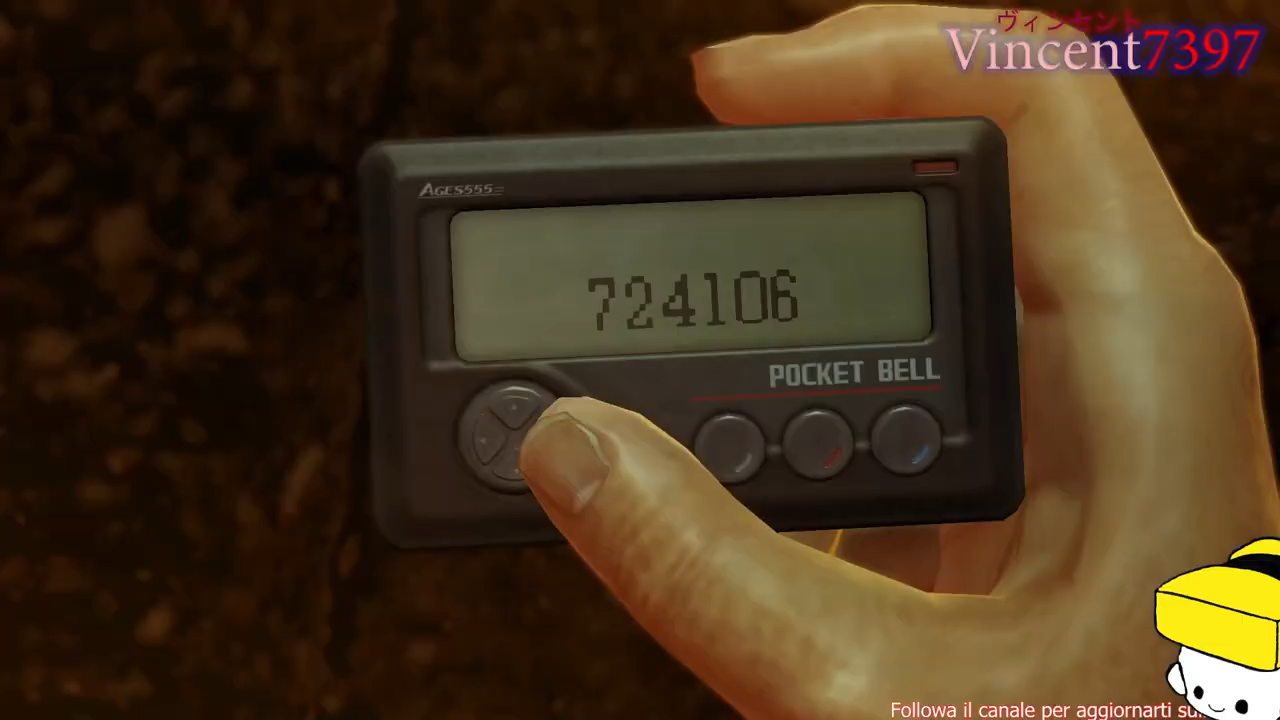 ヴィンセント
Vincent7397
AGES555
724106
POCKET BELL
Followa il canale per aggiornarti su